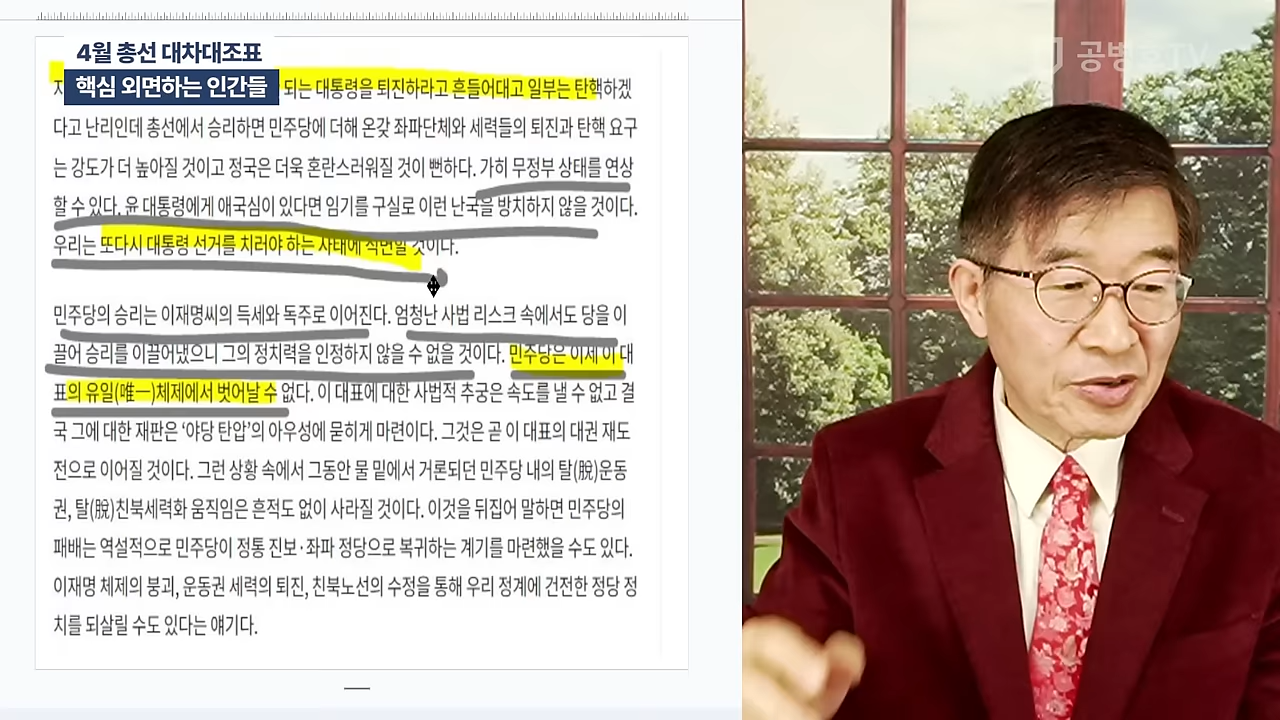 4월 총선 대차대조표
핵심 외면하는 인간들
공병호TV
되는 대통령을 퇴진하라고 흔들어대고 일부는 탄핵하겠
다고 난리인데 총선에서 승리하면 민주당에 더해 온갖 좌파단체와 세력들의 퇴진과 탄핵 요구
는 강도가 더 높아질 것이고 정국은 더욱 혼란스러워질 것이 뻔하다. 가히 무정부 상태를 연상
할 수 있다. 윤 대통령에게 애국심이 있다면 임기를 구실로 이런 난국을 방치하지 않을 것이다.
우리는 또다시 대통령 선거를 치러야 하는 사태에 직면할 것이다.
민주당의 승리는 이재명씨의 득세와 독주로 이어진다. 엄청난 사법 리스크 속에서도 당을 이
끌어 승리를 이끌어냈으니 그의 정치력을 인정하지 않을 수 없을 것이다. 민주당은 이제 이 대
표의 유일(唯一)체제에서 벗어날 수 없다. 이 대표에 대한 사법적 추궁은 속도를 낼 수 없고 결
국 그에 대한 재판은 ‘야당 탄압’의 아우성에 묻히게 마련이다. 그것은 곧 이 대표의 대권 재도
전으로 이어질 것이다. 그런 상황 속에서 그동안 물 밑에서 거론되던 민주당 내의 탈(脫)운동
권, 탈(脫)친북세력화 움직임은 흔적도 없이 사라질 것이다. 이것을 뒤집어 말하면 민주당의
패배는 역설적으로 민주당이 정통 진보·좌파 정당으로 복귀하는 계기를 마련했을 수도 있다.
이재명 체제의 붕괴, 운동권 세력의 퇴진, 친북노선의 수정을 통해 우리 정계에 건전한 정당 정
치를 되살릴 수도 있다는 얘기다.